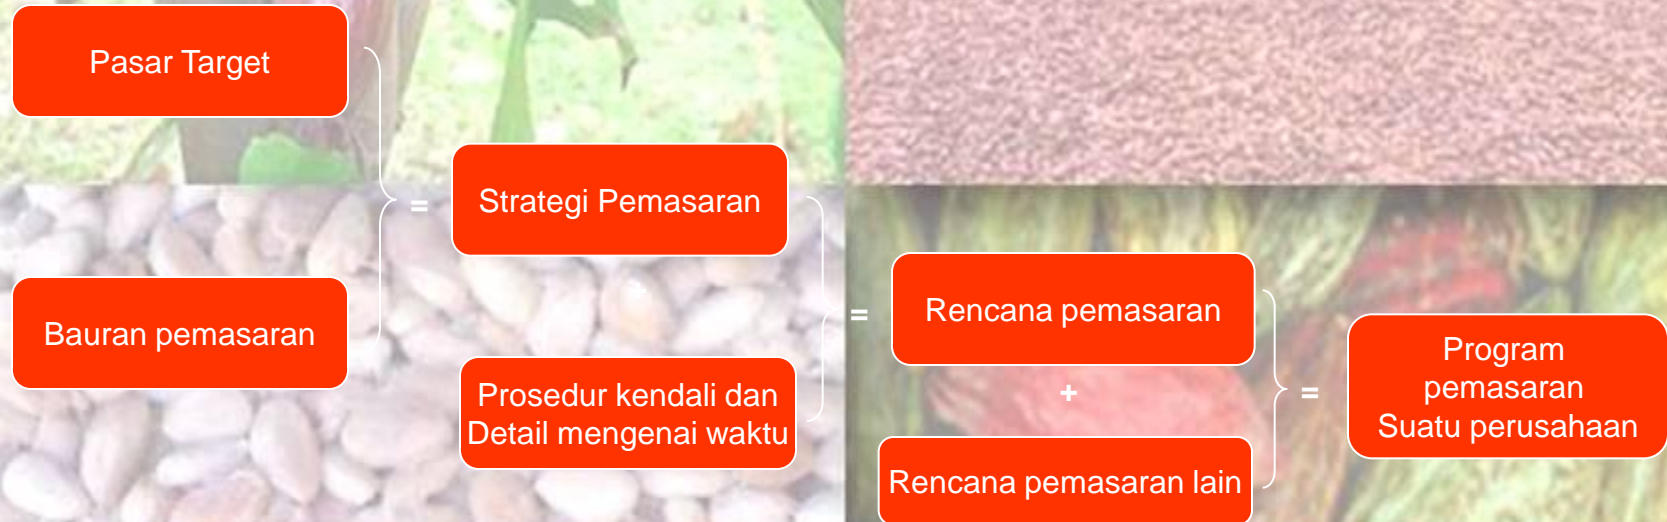 Pasar Target
Bauran pemasaran
=
Strategi Pemasaran
Prosedur kendali dan
Detail mengenai waktu
=
Rencana pemasaran
+
Rencana pemasaran lain
=
Program
pemasaran
Suatu perusahaan